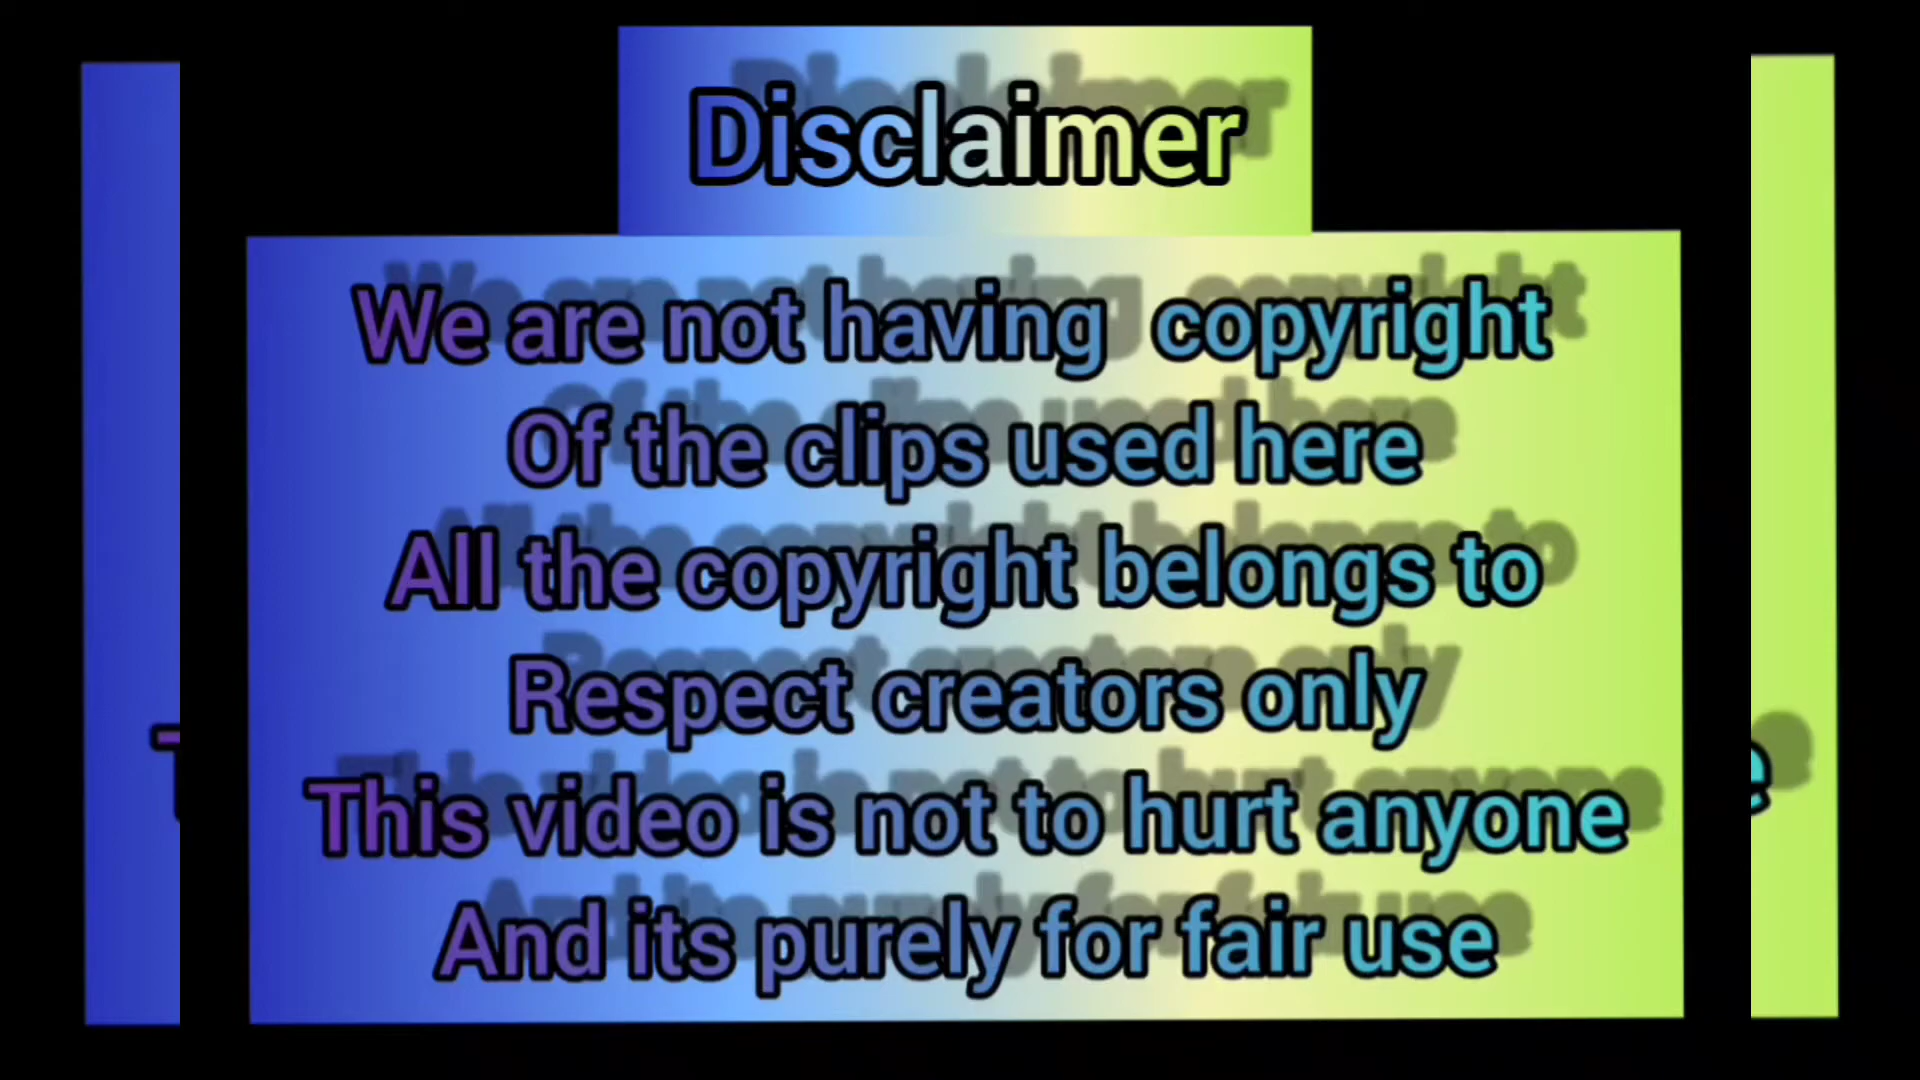 Disclaimer
We are not having copyright
Of the clips used here
All the copyright belongs to
Respect creators only
This video is not to hurt anyone
And its purely for fair use